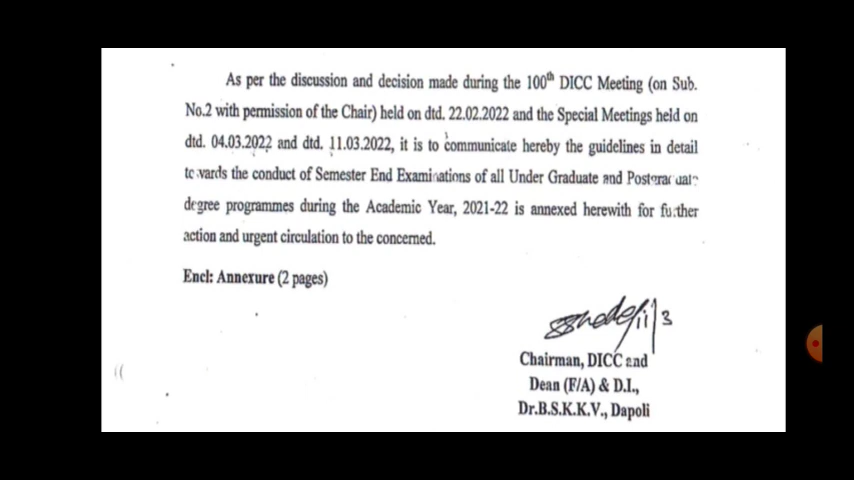 As per the discussion and decision made during the 100th DICC Meeting (on Sub.
No.2 with permission of the Chair) held on dtd. 22.02.2022 and the Special Meetings held on
dtd. 04.03.2022 and dtd. 11.03.2022, it is to communicate hereby the guidelines in detail
towards the conduct of Semester End Examinations of all Under Graduate and Postgraduate
degree programmes during the Academic Year, 2021-22 is annexed herewith for further
action and urgent circulation to the concerned.
Encl: Annexure (2 pages)
11/3
Chairman, DICC and
Dean (F/A) & D.I.,
Dr.B.S.K.K.V., Dapoli